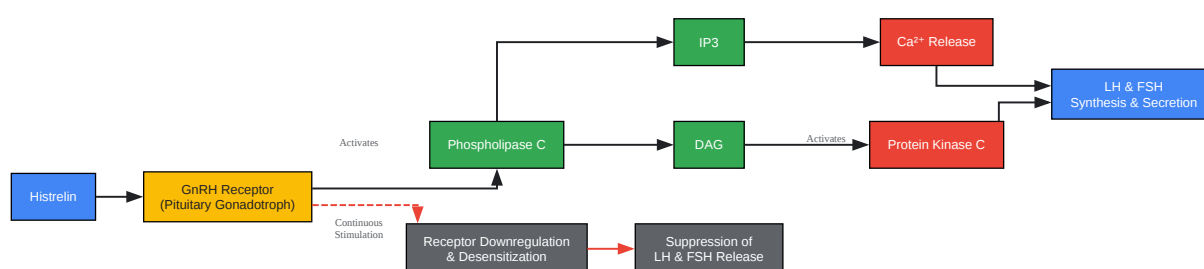 IP3
Ca²⁺ Release
LH & FSH
Synthesis & Secretion
Activates
Phospholipase C
DAG
Activates
Protein Kinase C
Histrelin
GnRH Receptor
(Pituitary Gonadotroph)
Continuous
Stimulation
Receptor Downregulation
& Desensitization
Suppression of
LH & FSH Release